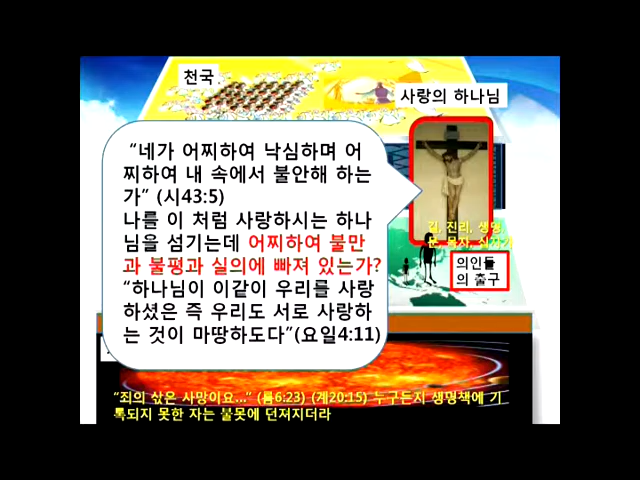 천국
사랑의 하나님
“네가 어찌하여 낙심하며 어
찌하여 내 속에서 불안해 하는
가” (시43:5)
나를 이 처럼 사랑하시는 하나
님을 섬기는데 어찌하여 불만
과 불평과 실의에 빠져 있는가?
“하나님이 이같이 우리를 사랑
하셨은 즉 우리도 서로 사랑하
는 것이 마땅하도다”(요일4:11)
길, 진리, 생명,
문, 목자, 십자가
의인들
의 출구
“죄의 삯은 사망이요...” (롬6.23) (계20:15) 누구든지 생명책에 기
록되지 못한 자는 불못에 던져지더라